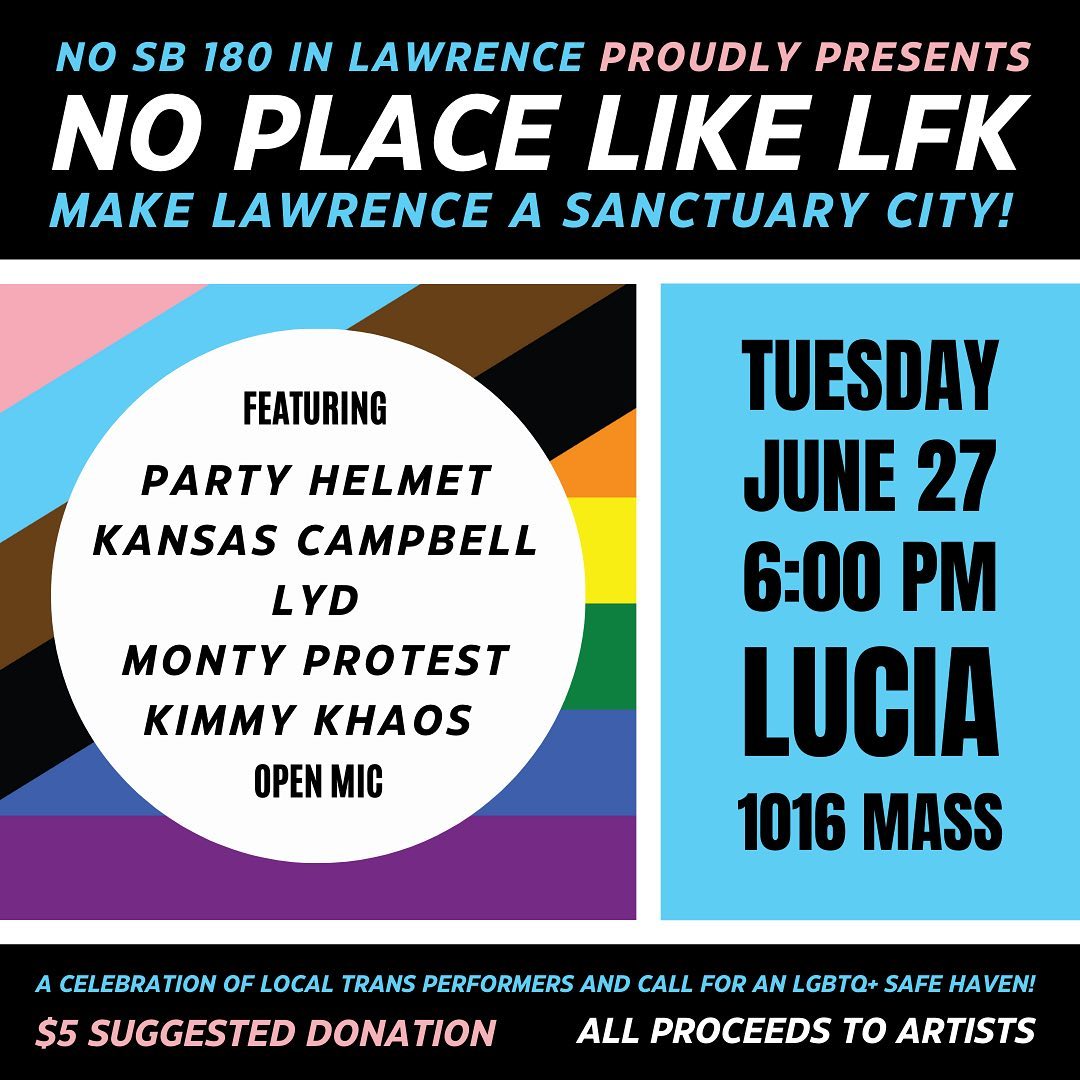 NO SB 180 IN LAWRENCE PROUDLY PRESENTS
NO PLACE LIKE LFK
MAKE LAWRENCE A SANCTUARY CITY!
FEATURING
PARTY HELMET
KANSAS CAMPBELL
LYD
MONTY PROTEST
KIMMY KHAOS
OPEN MIC
TUESDAY
JUNE 27
6:00 PM
LUCIA
1016 MASS
A CELEBRATION OF LOCAL TRANS PERFORMERS AND CALL FOR AN LGBTQ+ SAFE HAVEN!
$5 SUGGESTED DONATION
ALL PROCEEDS TO ARTISTS